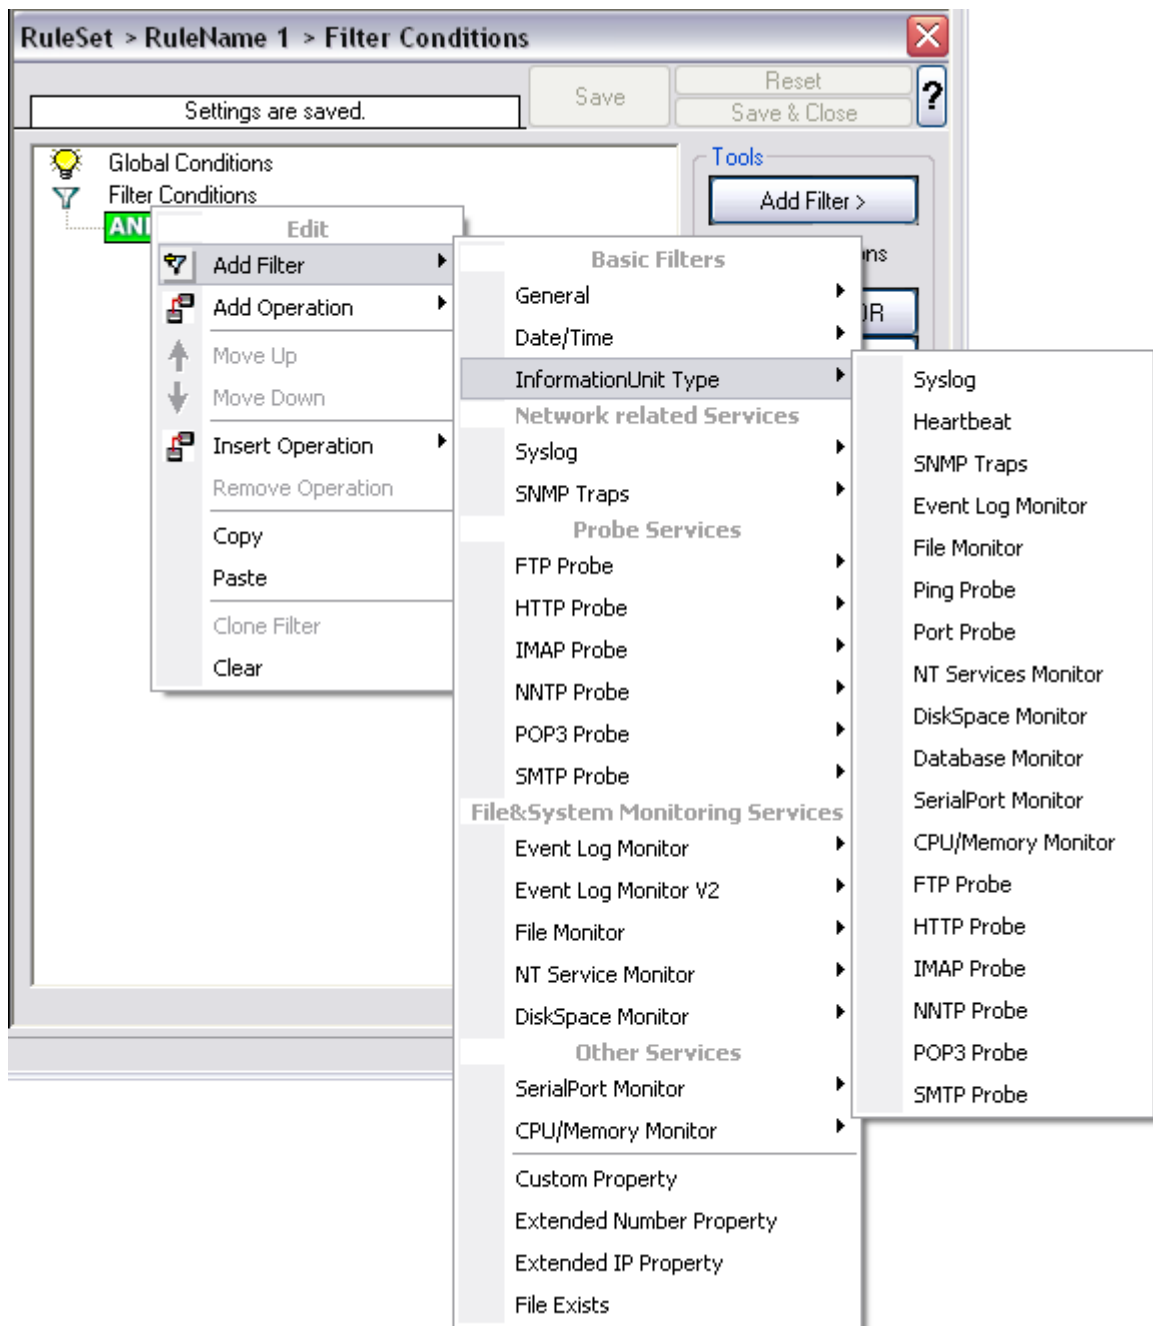 RuleSet > RuleName 1 > Filter Conditions
Settings are saved.
Save
Reset
Save & Close
?
Global Conditions
Filter Conditions
Tools
Add Filter >
Edit
Add Filter
Add Operation
Move Up
Move Down
Insert Operation
Remove Operation
Copy
Paste
Clone Filter
Clear
Basic Filters
General
Date/Time
InformationUnit Type
Network related Services
Syslog
SNMP Traps
Probe Services
FTP Probe
HTTP Probe
IMAP Probe
NNTP Probe
POP3 Probe
SMTP Probe
File&System Monitoring Services
Event Log Monitor
Event Log Monitor V2
File Monitor
NT Service Monitor
DiskSpace Monitor
Other Services
SerialPort Monitor
CPU/Memory Monitor
Custom Property
Extended Number Property
Extended IP Property
File Exists
Syslog
Heartbeat
SNMP Traps
Event Log Monitor
File Monitor
Ping Probe
Port Probe
NT Services Monitor
DiskSpace Monitor
Database Monitor
SerialPort Monitor
CPU/Memory Monitor
FTP Probe
HTTP Probe
IMAP Probe
NNTP Probe
POP3 Probe
SMTP Probe